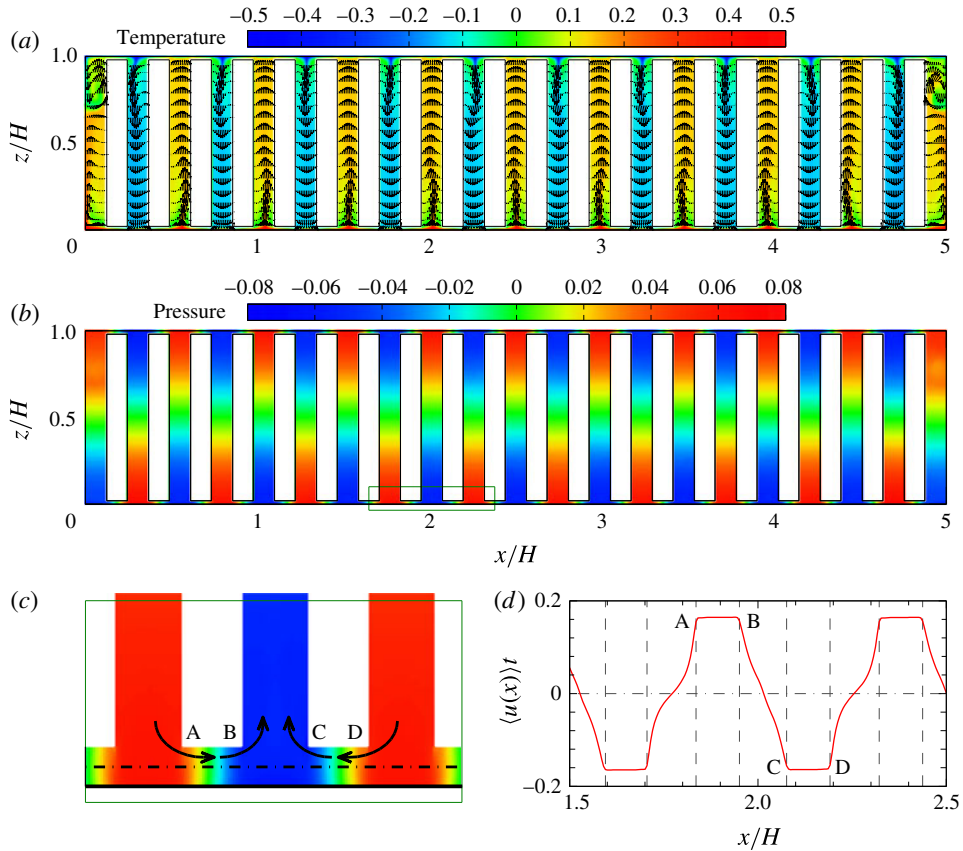 −0.5 −0.4 −0.3 −0.2 −0.1 0 0.1 0.2 0.3 0.4 0.5
(a) Temperature
1.0
z/H 0.5
0 1 2 3 4 5
−0.08 −0.06 −0.04 −0.02 0 0.02 0.04 0.06 0.08
(b) Pressure
1.0
z/H 0.5
0 1 2 3 4 5
x/H
(c)
A B C D
(d)
0.2
A B
⟨u(x)⟩t 0
C D
−0.2
1.5 2.0 2.5
x/H